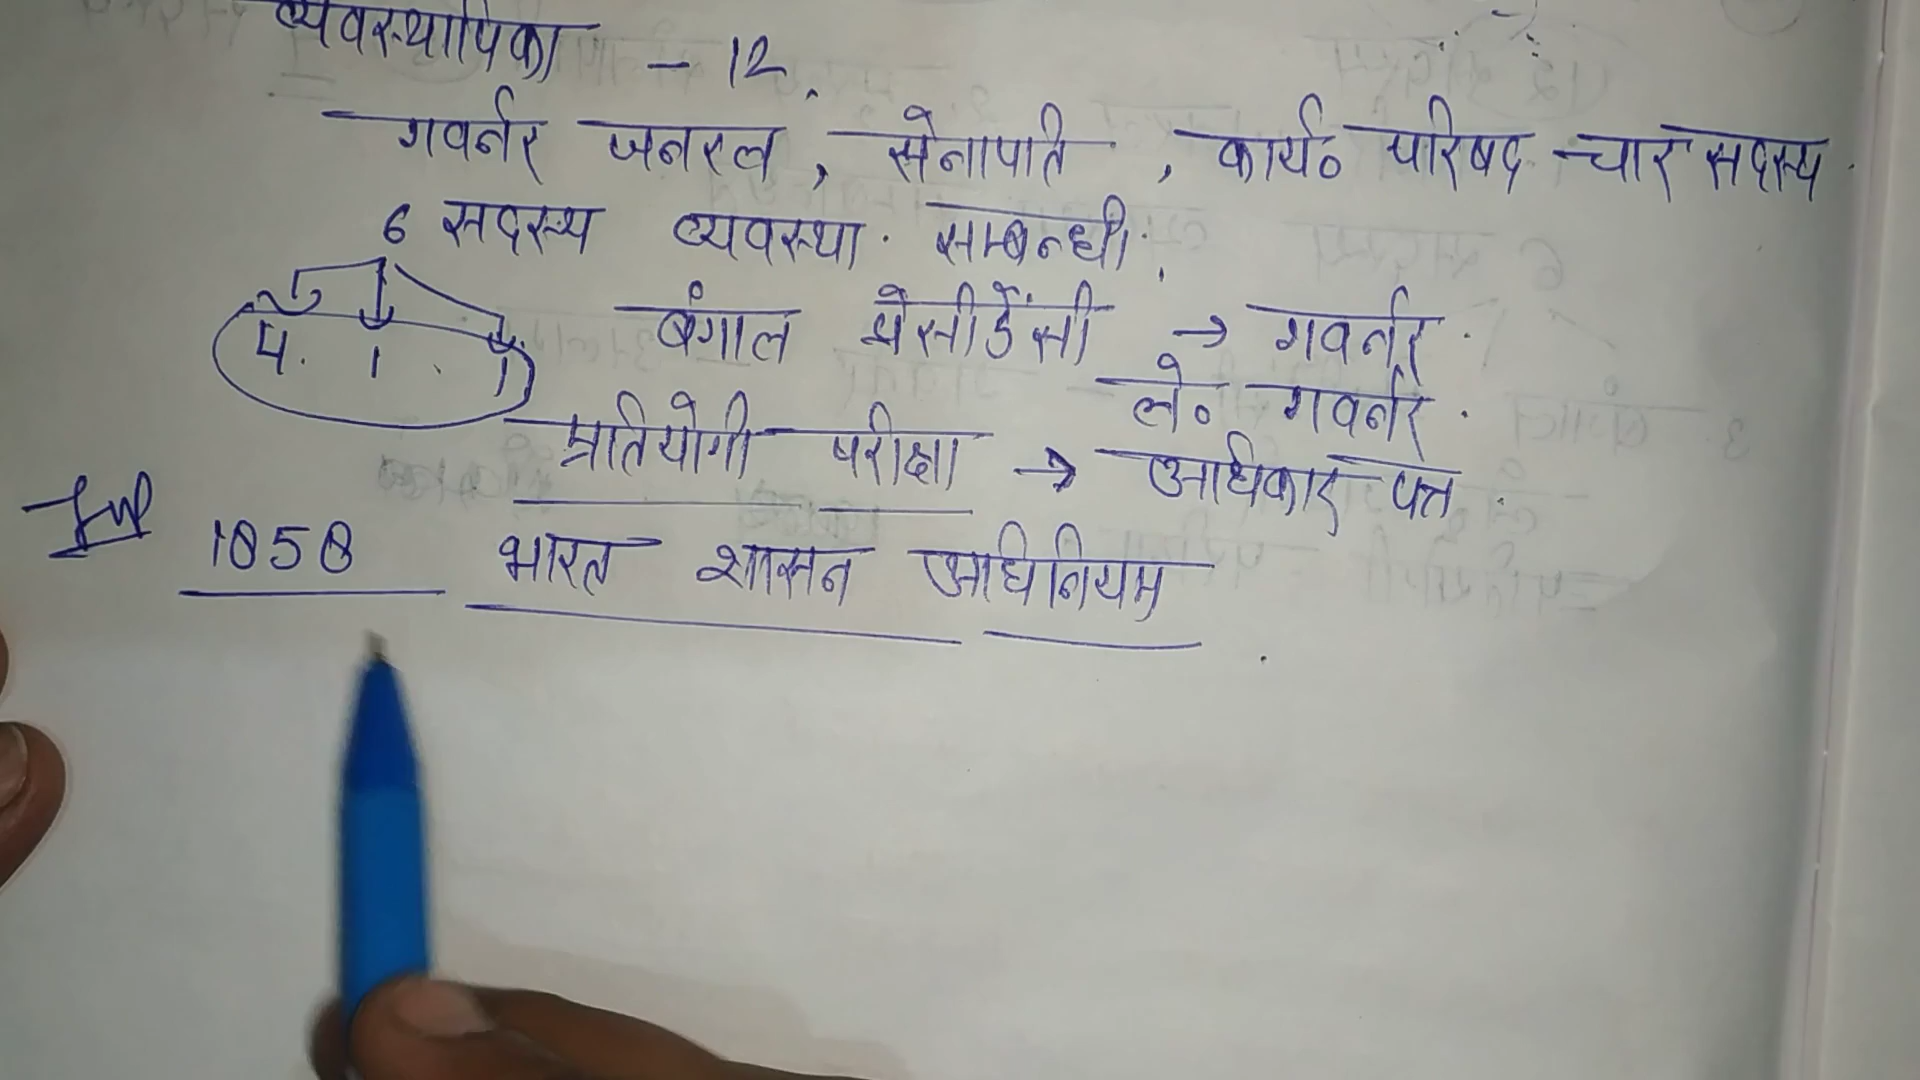 व्यवस्थापिका - 12
गवर्नर जनरल, सेनापति, कार्य० परिषद चार सदस्य
6 सदस्य व्यवस्था. सम्बन्धी
4. 1. 1
बंगाल प्रेसीडेंसी → गवर्नर
ले० गवर्नर.
प्रतियोगी परीक्षा → अधिकार पत्र.
Imp 1858 भारत शासन अधिनियम